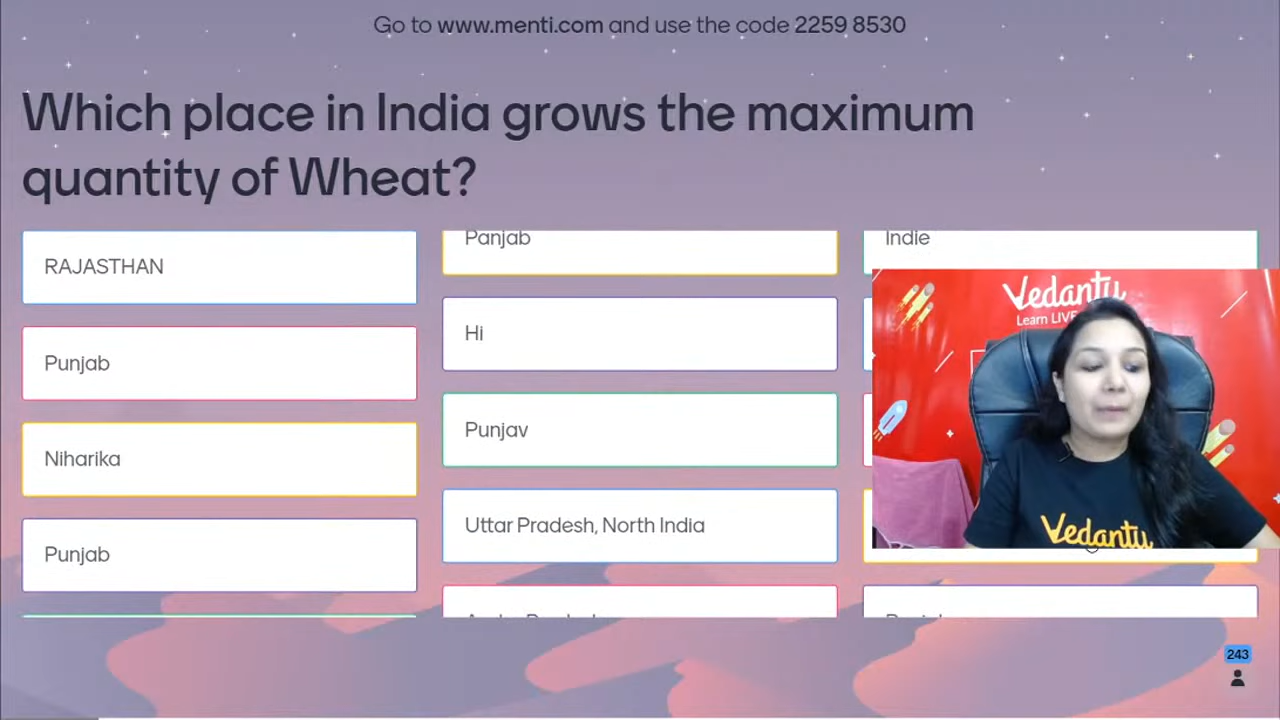 Go to www.menti.com and use the code 2259 8530
Which place in India grows the maximum
quantity of Wheat?
RAJASTHAN
Punjab
Niharika
Punjab
Panjab
Hi
Punjav
Uttar Pradesh, North India
Indie
Vedantu
Learn LIVE
Vedantu
243